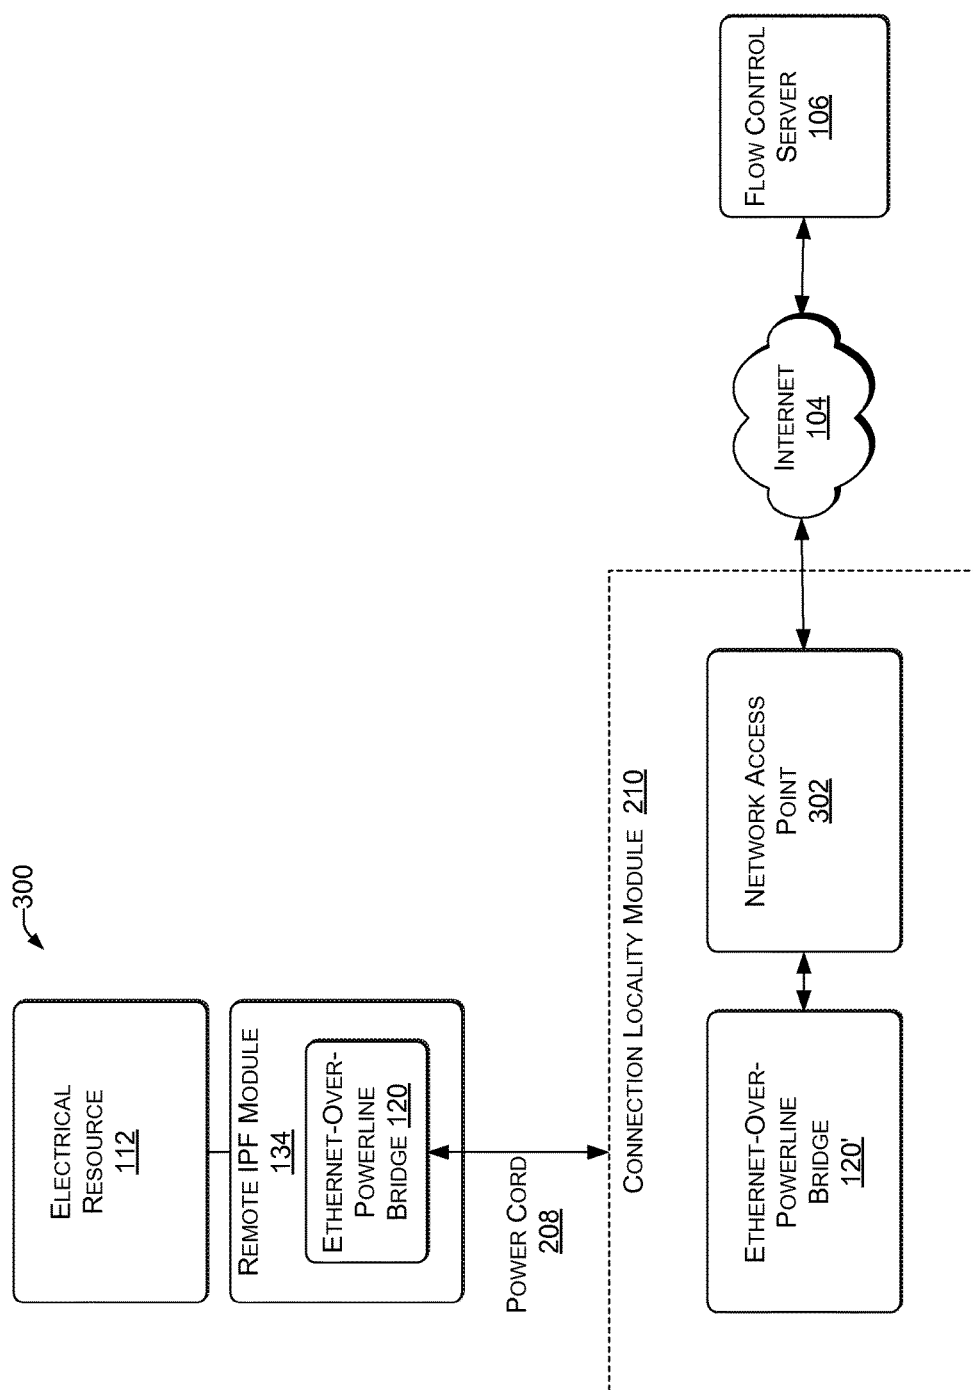 300
ELECTRICAL
RESOURCE
112
REMOTE IPF MODULE
134
ETHERNET-OVER-
POWERLINE
BRIDGE 120
POWER CORD
208
CONNECTION LOCALITY MODULE 210
ETHERNET-OVER-
POWERLINE
BRIDGE
120'
NETWORK ACCESS
POINT
302
INTERNET
104
FLOW CONTROL
SERVER
106